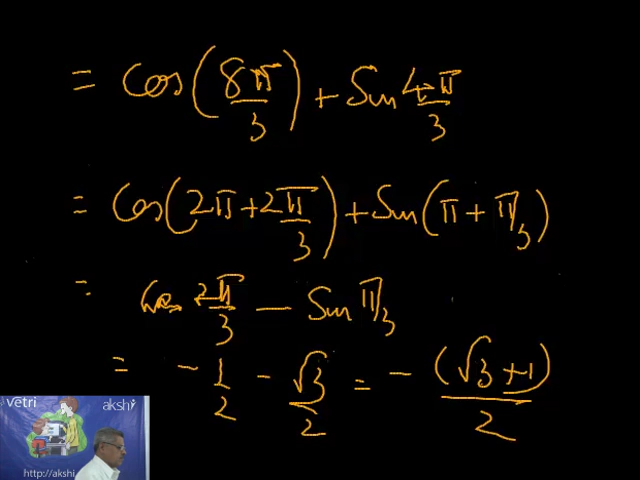 = Cos(8π/3) + Sin 4π/3
= Cos(2π + 2π/3) + Sin(π + π/3)
= Cos 2π/3 − Sin π/3
= − 1/2 − √3/2 = − (√3 + 1)/2
vetri akshi
http://akshi